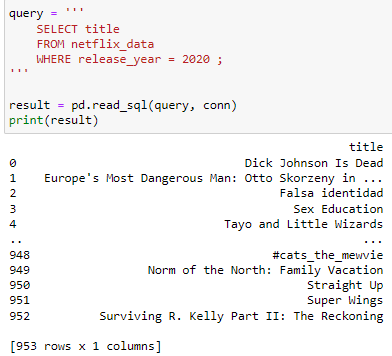 query = '''
SELECT title
FROM netflix_data
WHERE release_year = 2020 ;
'''
result = pd.read_sql(query, conn)
print(result)
title
0 Dick Johnson Is Dead
1 Europe's Most Dangerous Man: Otto Skorzeny in ...
2 Falsa identidad
3 Sex Education
4 Tayo and Little Wizards
.. ...
948 #cats_the_mewvie
949 Norm of the North: Family Vacation
950 Straight Up
951 Super Wings
952 Surviving R. Kelly Part II: The Reckoning
[953 rows x 1 columns]